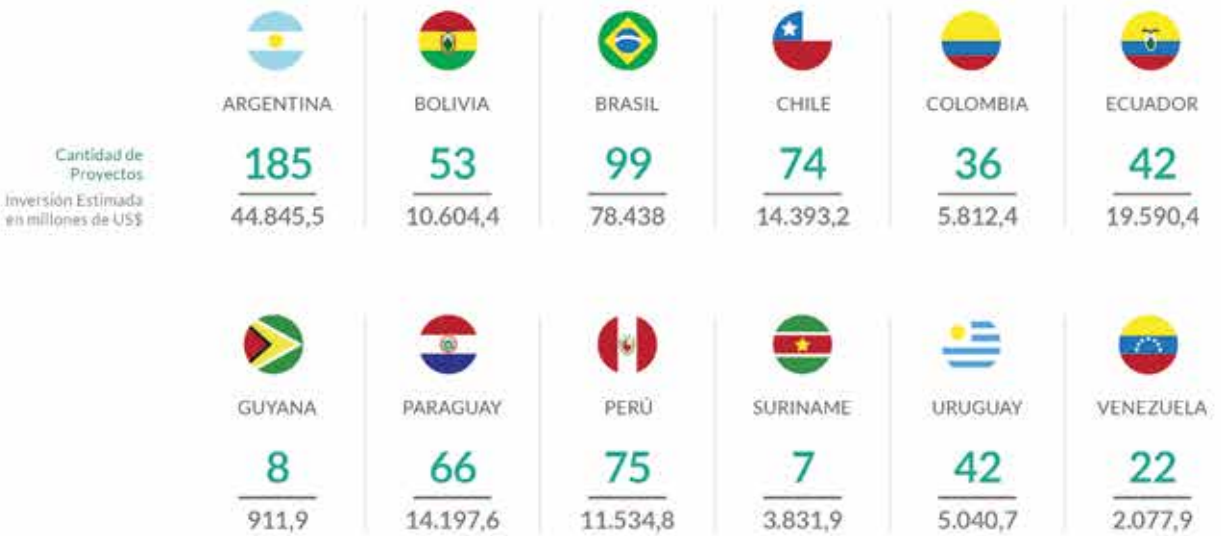 ARGENTINA BOLIVIA BRASIL CHILE COLOMBIA ECUADOR
Cantidad de
Proyectos
185 53 99 74 36 42
Inversión Estimada
en millones de US$
44.845,5 10.604,4 78.438 14.393,2 5.812,4 19.590,4
GUYANA PARAGUAY PERÚ SURINAME URUGUAY VENEZUELA
8 66 75 7 42 22
911,9 14.197,6 11.534,8 3.831,9 5.040,7 2.077,9